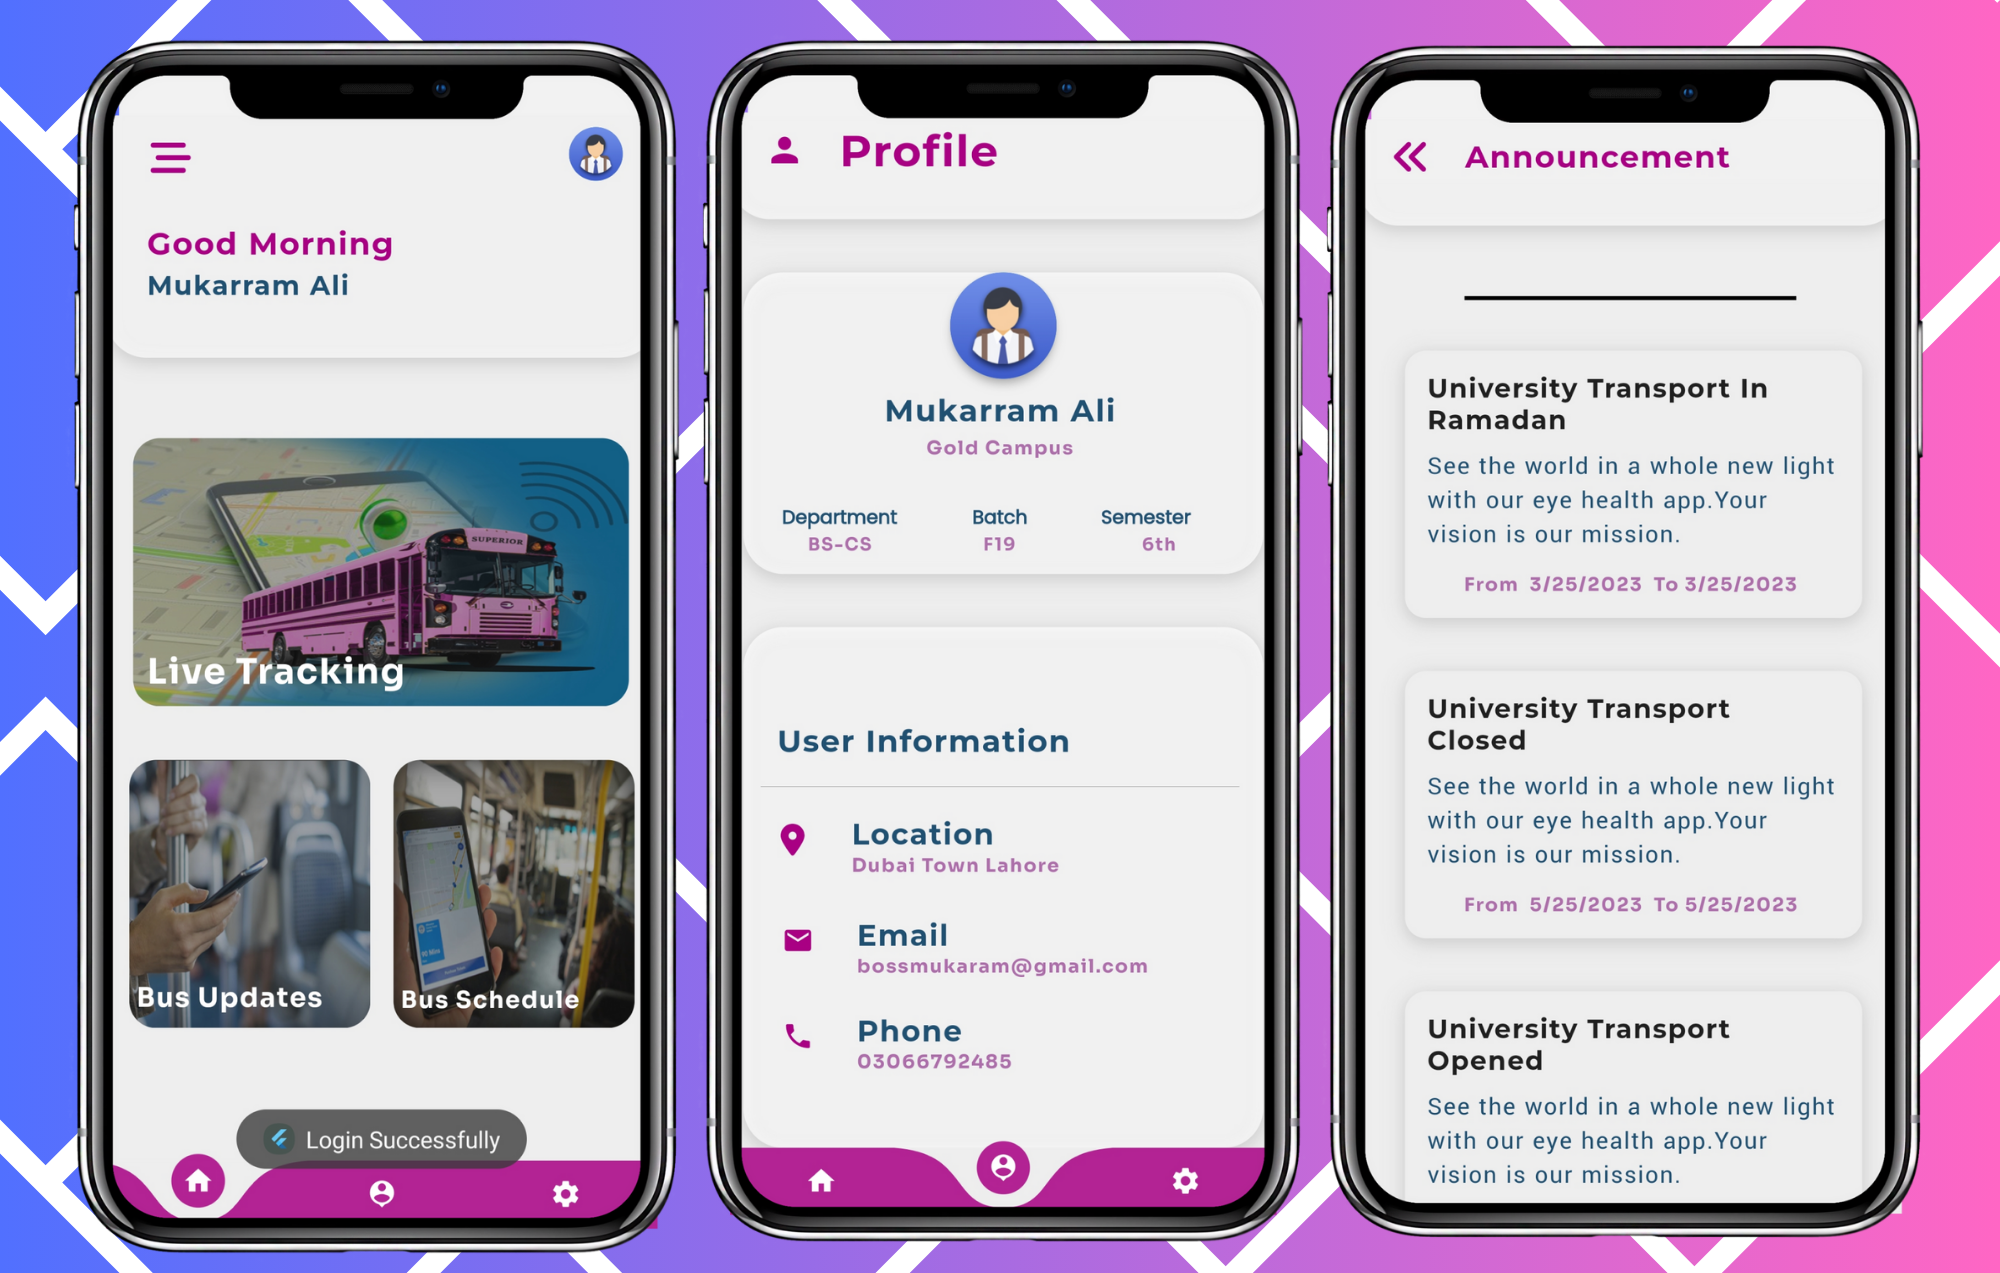 Good Morning
Mukarram Ali
SUPERIOR
Live Tracking
Bus Updates
Bus Schedule
Login Successfully
Profile
Mukarram Ali
Gold Campus
Department
Batch
Semester
BS-CS
F19
6th
User Information
Location
Dubai Town Lahore
Email
bossmukaram@gmail.com
Phone
03066792485
Announcement
University Transport In
Ramadan
See the world in a whole new light
with our eye health app.Your
vision is our mission.
From 3/25/2023 To 3/25/2023
University Transport
Closed
See the world in a whole new light
with our eye health app.Your
vision is our mission.
From 5/25/2023 To 5/25/2023
University Transport
Opened
See the world in a whole new light
with our eye health app.Your
vision is our mission.